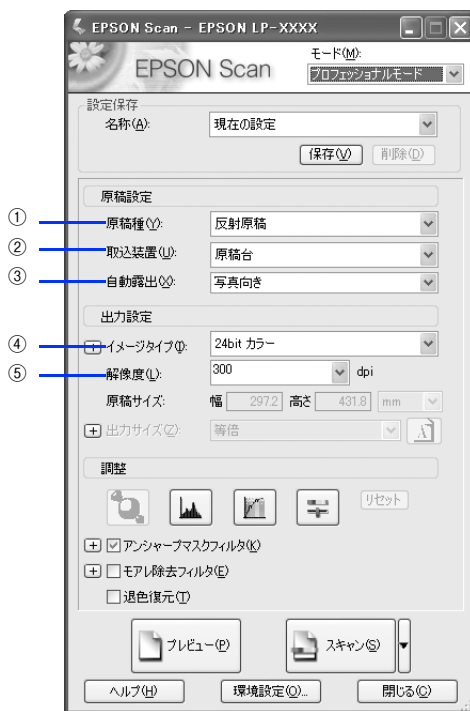 EPSON Scan - EPSON LP-XXXX
EPSON Scan
モード(M):
プロフェッショナルモード
設定保存
名称(A): 現在の設定
保存(V) 削除(D)
原稿設定
① 原稿種(Y): 反射原稿
② 取込装置(U): 原稿台
③ 自動露出(X): 写真向き
出力設定
④ イメージタイプ(I): 24bit カラー
⑤ 解像度(L): 300 dpi
原稿サイズ: 幅 297.2 高さ 431.8 mm
出力サイズ(Z): 等倍
調整
リセット
アンシャープマスクフィルタ(K)
モアレ除去フィルタ(E)
退色復元(T)
プレビュー(P) スキャン(S)
ヘルプ(H) 環境設定(O)... 閉じる(C)